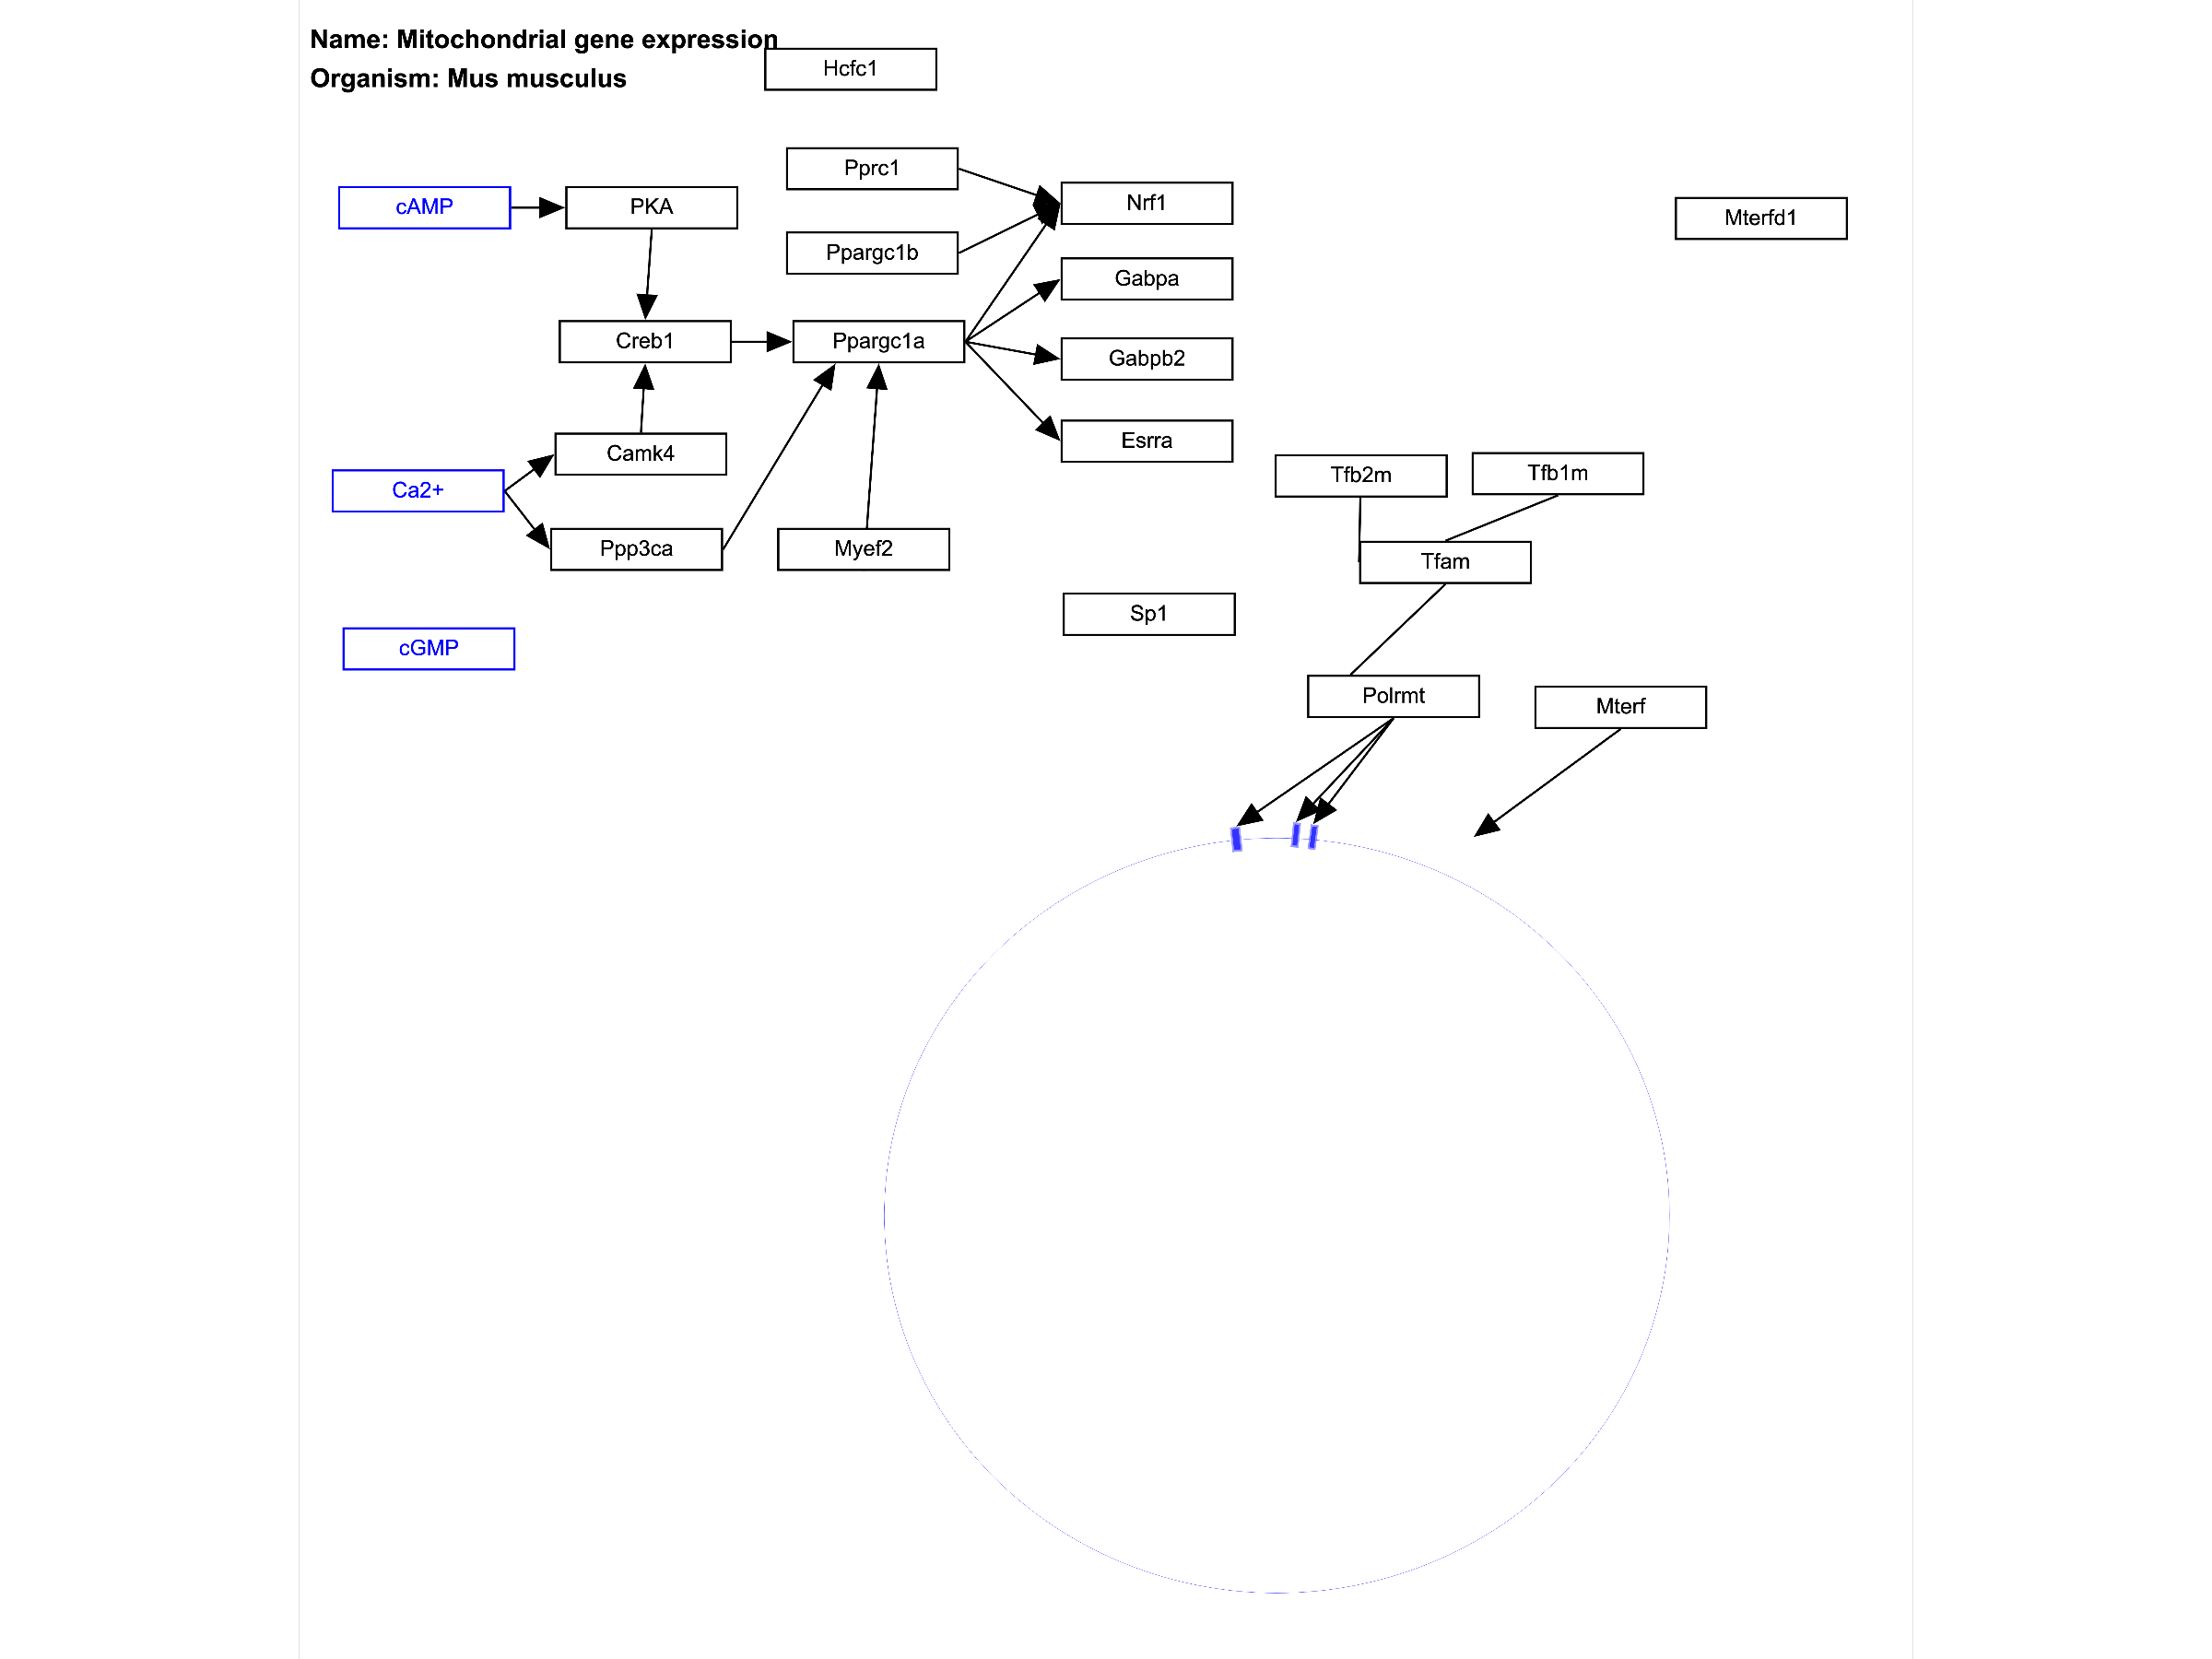 Name: Mitochondrial gene expression
Organism: Mus musculus
Hcfc1
Pprc1
cAMP
PKA
Nrf1
Mterfd1
Ppargc1b
Gabpa
Creb1
Ppargc1a
Gabpb2
Esrra
Camk4
Tfb2m
Tfb1m
Ca2+
Ppp3ca
Myef2
Tfam
Sp1
cGMP
Polrmt
Mterf